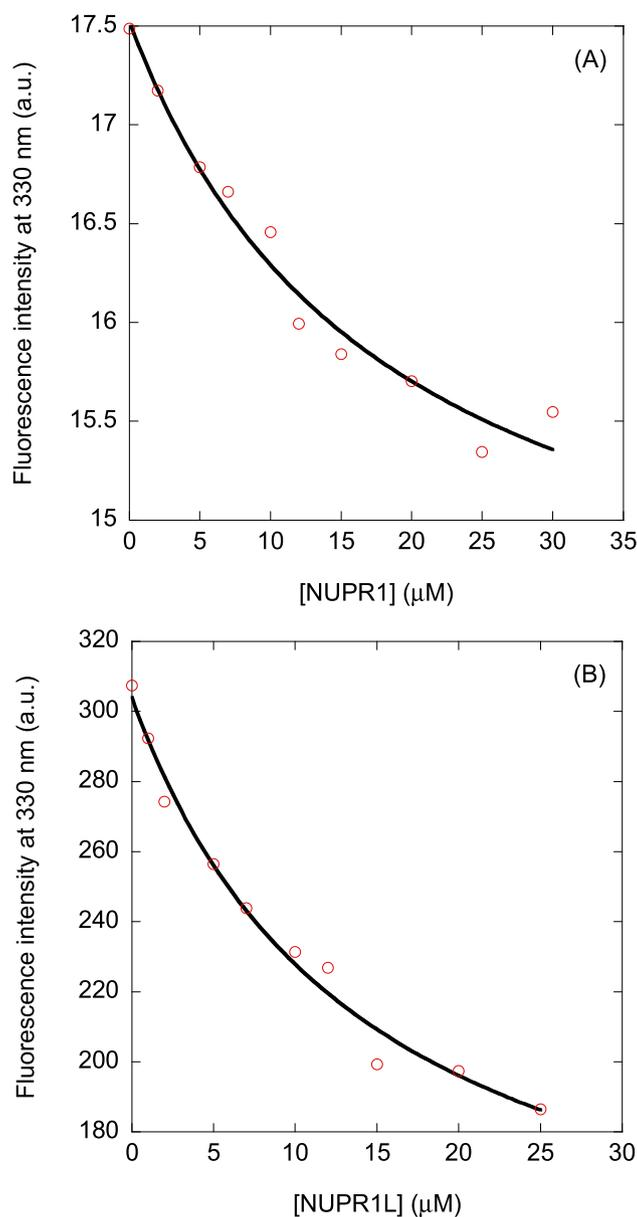 17.5
(A)
17
16.5
16
15.5
15
Fluorescence intensity at 330 nm (a.u.)
0 5 10 15 20 25 30 35
[NUPR1] (μM)
320
(B)
300
280
260
240
220
200
180
Fluorescence intensity at 330 nm (a.u.)
0 5 10 15 20 25 30
[NUPR1L] (μM)